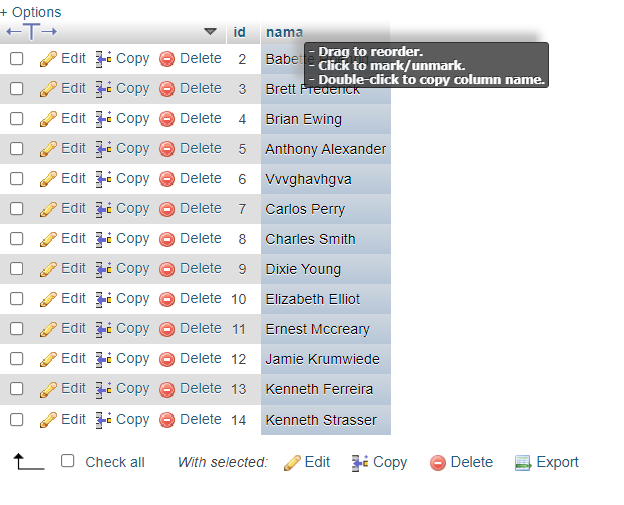 + Options
id nama
- Drag to reorder.
- Click to mark/unmark.
- Double-click to copy column name.
Edit Copy Delete 2
Edit Copy Delete 3 Brett Frederick
Edit Copy Delete 4 Brian Ewing
Edit Copy Delete 5 Anthony Alexander
Edit Copy Delete 6 Vvvghavhgva
Edit Copy Delete 7 Carlos Perry
Edit Copy Delete 8 Charles Smith
Edit Copy Delete 9 Dixie Young
Edit Copy Delete 10 Elizabeth Elliot
Edit Copy Delete 11 Ernest Mccreary
Edit Copy Delete 12 Jamie Krumwiede
Edit Copy Delete 13 Kenneth Ferreira
Edit Copy Delete 14 Kenneth Strasser
Check all With selected: Edit Copy Delete Export